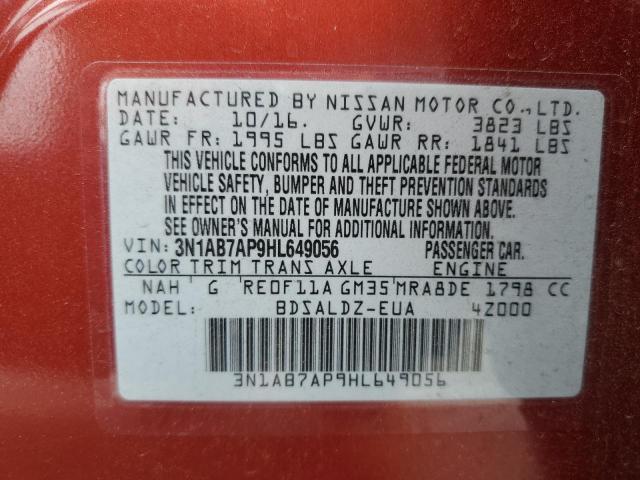 MANUFACTURED BY NISSAN MOTOR CO., LTD.
DATE: 10/16. GVWR: 3823 LBS
GAWR FR: 1995 LBS GAWR RR: 1841 LBS
THIS VEHICLE CONFORMS TO ALL APPLICABLE FEDERAL MOTOR
VEHICLE SAFETY, BUMPER AND THEFT PREVENTION STANDARDS
IN EFFECT ON THE DATE OF MANUFACTURE SHOWN ABOVE.
SEE OWNER'S MANUAL FOR ADDITIONAL INFORMATION.
VIN: 3N1AB7AP9HL649056 PASSENGER CAR.
COLOR TRIM TRANS AXLE ENGINE
NAH G RE0F11A GM35 MRA8DE 1798 CC
MODEL: BDSALDZ-EUA 4Z000
3N1AB7AP9HL649056